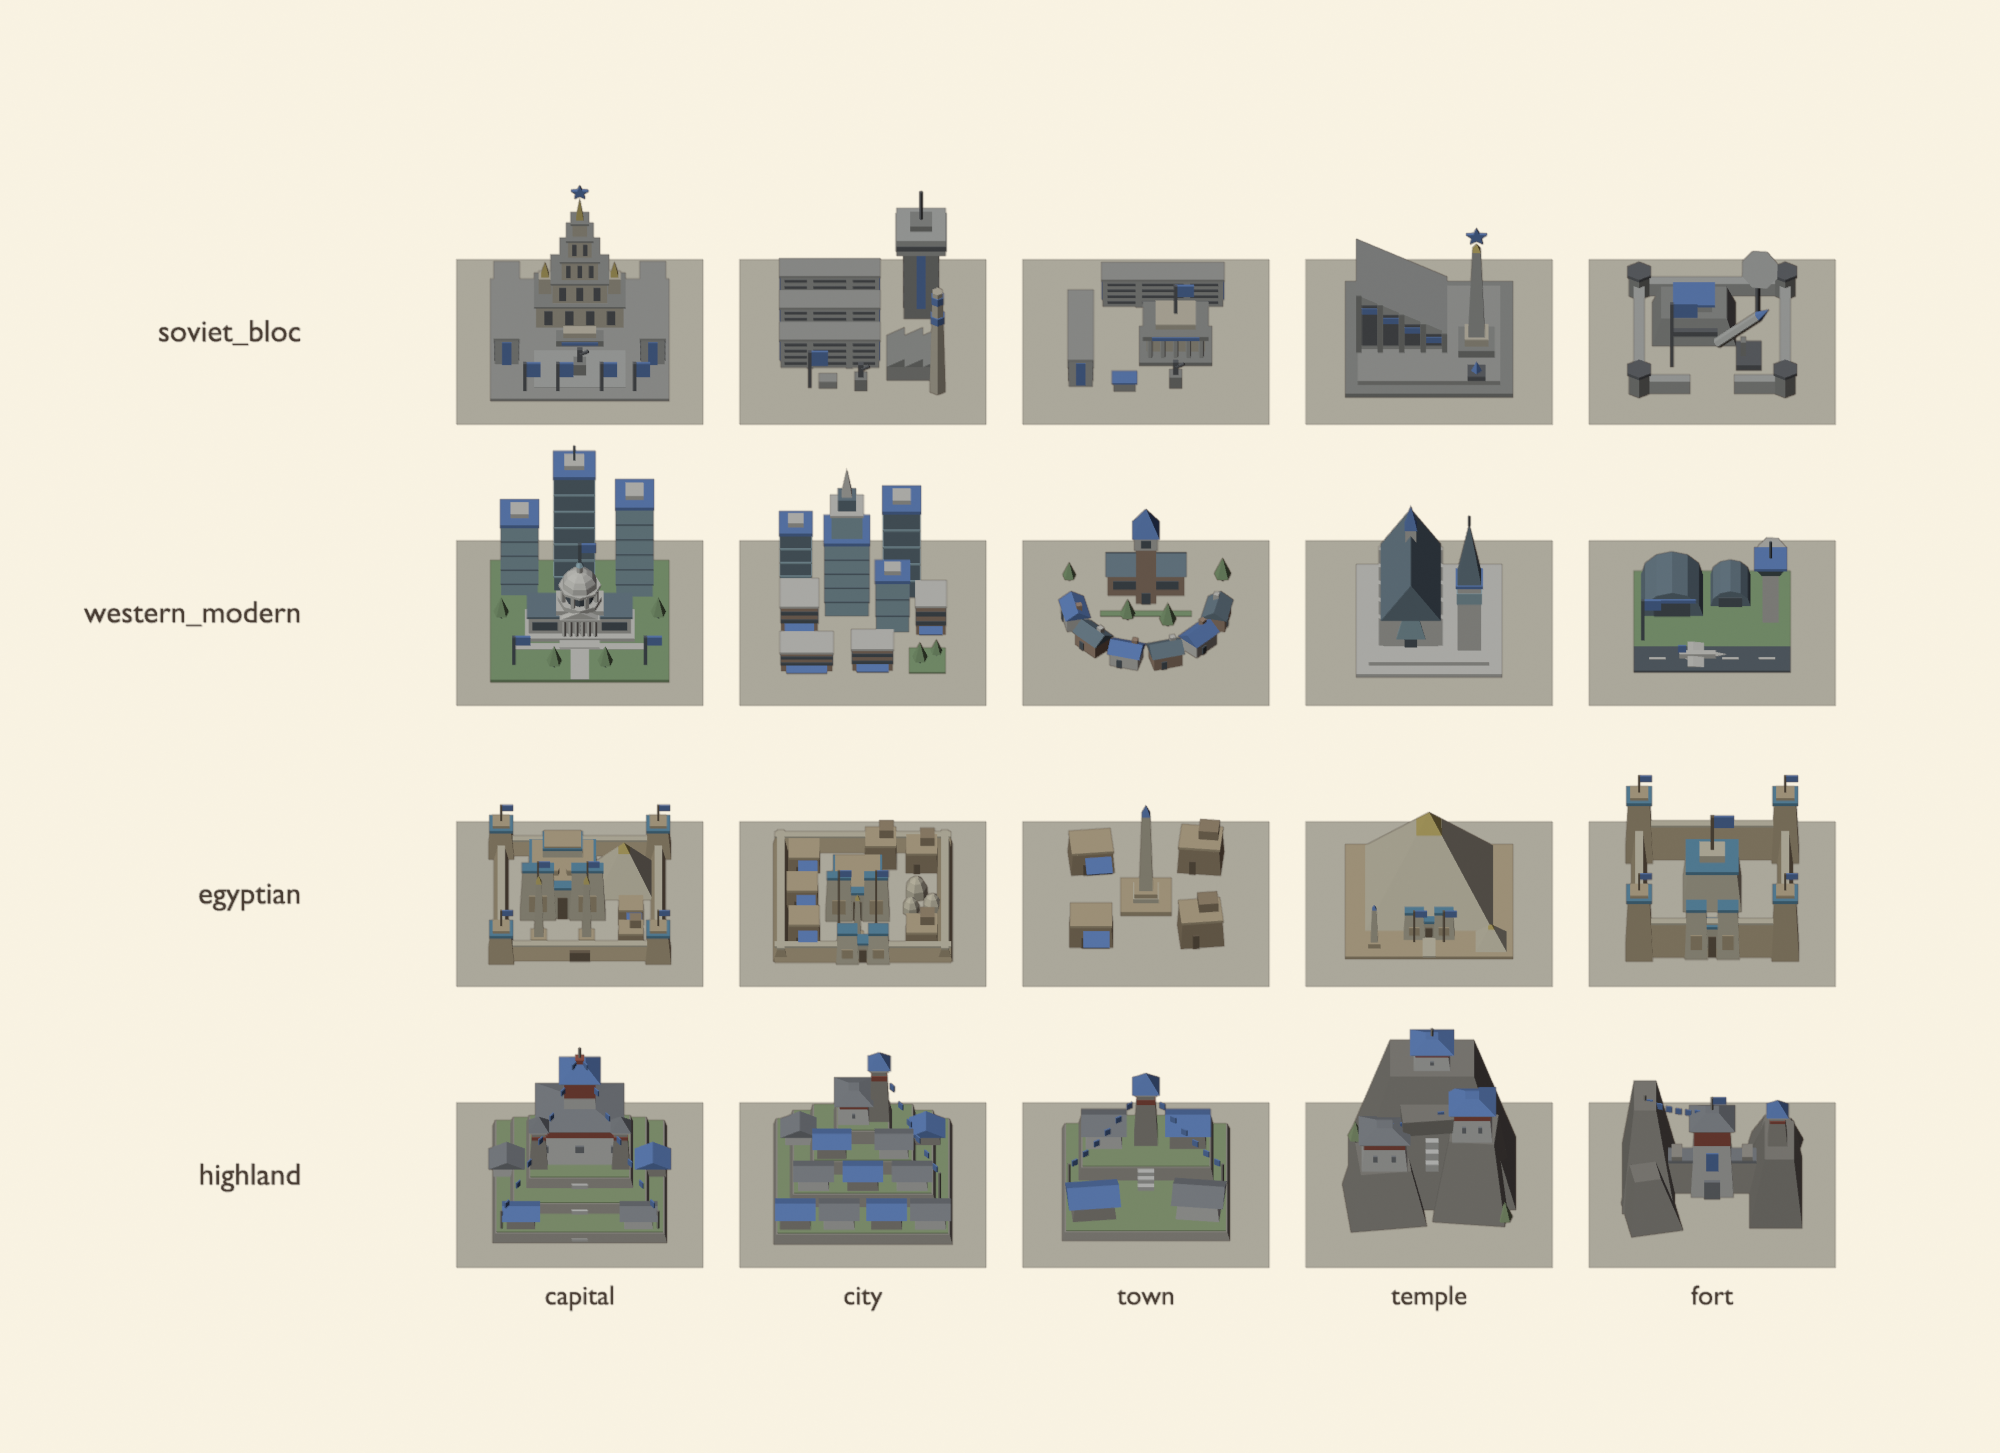 soviet_bloc
western_modern
egyptian
highland
capital city town temple fort